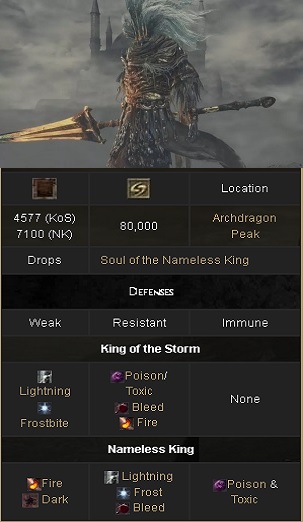 Location
4577 (KoS)
7100 (NK)
80,000
Archdragon
Peak
Drops
Soul of the Nameless King
DEFENSES
Weak
Resistant
Immune
King of the Storm
Lightning
Frostbite
Poison/
Toxic
Bleed
Fire
None
Nameless King
Fire
Dark
Lightning
Frost
Bleed
Poison &
Toxic